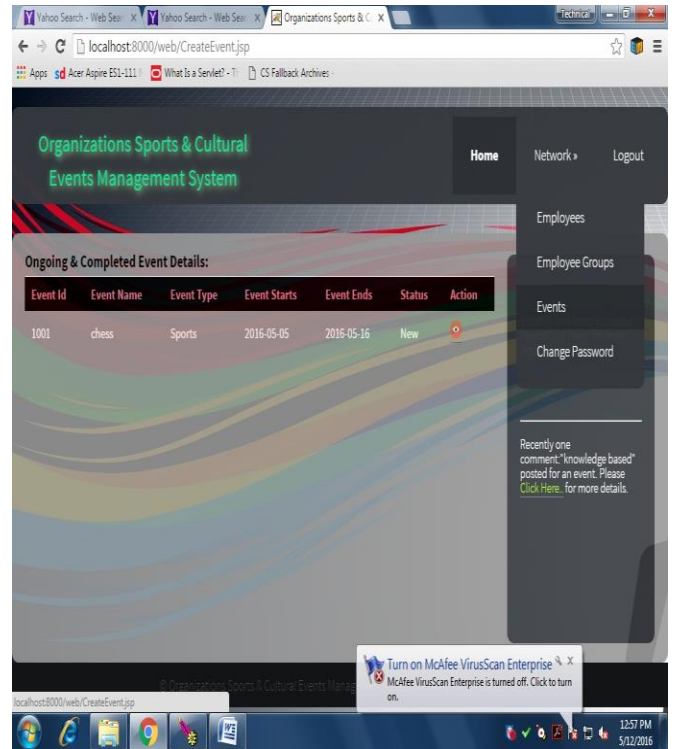 Yahoo Search - Web Sear
Yahoo Search - Web Sear
Organizations Sports & C
Technical
localhost:8000/web/CreateEvent.jsp
Apps
sd Acer Aspire ES1-111
What Is a Servlet? - T
CS Fallback Archives -
Organizations Sports & Cultural
Events Management System
Home
Network »
Logout
Employees
Employee Groups
Events
Change Password
Ongoing & Completed Event Details:
Event Id Event Name Event Type Event Starts Event Ends Status Action
1001 chess Sports 2016-05-05 2016-05-16 New
Recently one
comment:"knowledge based"
posted for an event. Please
Click Here.. for more details.
Turn on McAfee VirusScan Enterprise
McAfee VirusScan Enterprise is turned off. Click to turn
on.
© Organizations Sports & Cultural Events Manag
localhost:8000/web/CreateEvent.jsp
12:57 PM
5/12/2016